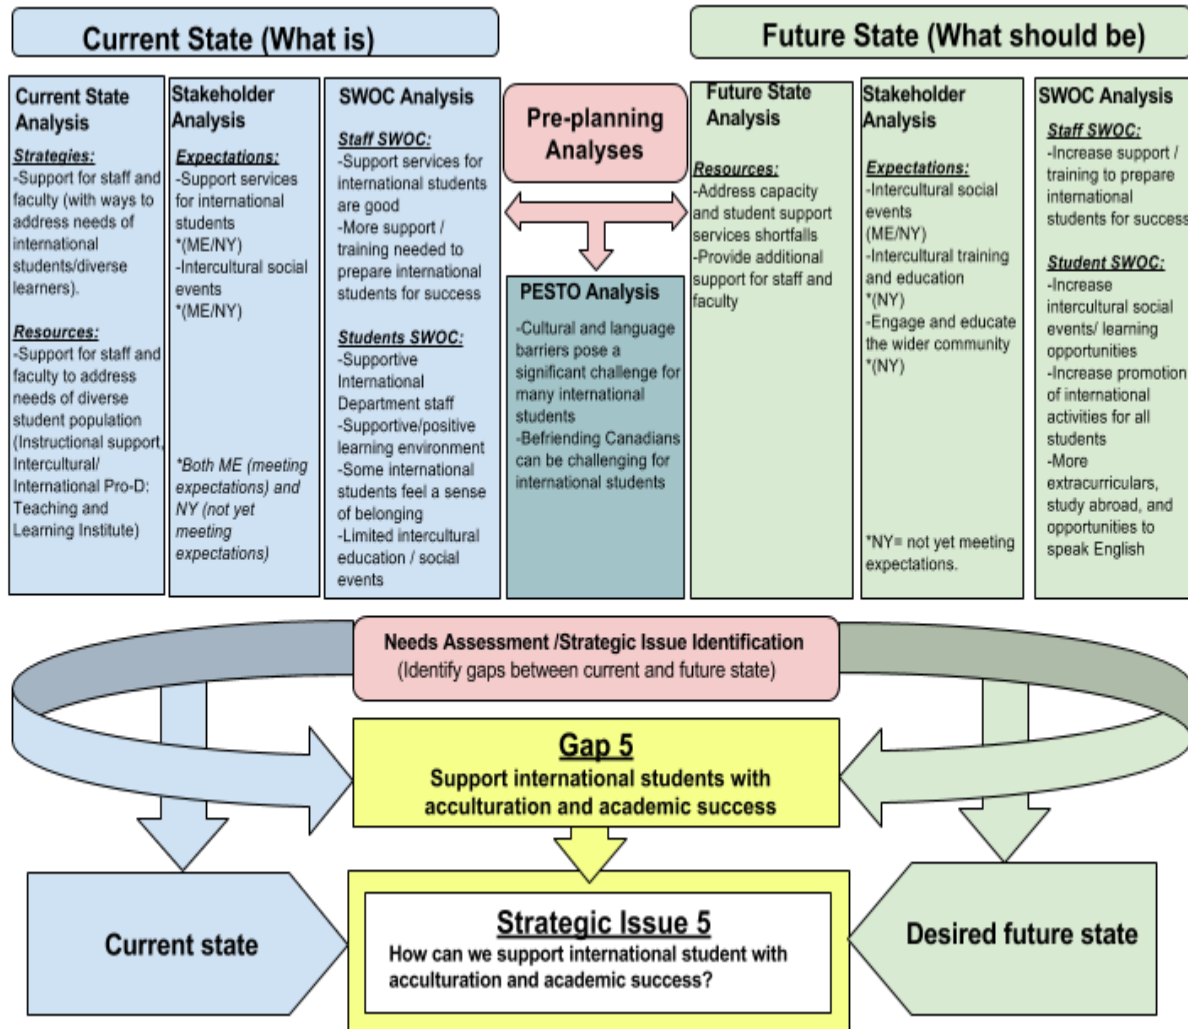 Current State (What is)
Future State (What should be)
Current State
Analysis
Strategies:
-Support for staff and
faculty (with ways to
address needs of
international
students/diverse
learners).
Resources:
-Support for staff and
faculty to address
needs of diverse
student population
(Instructional support,
Intercultural/
International Pro-D:
Teaching and
Learning Institute)
Stakeholder
Analysis
Expectations:
-Support services
for international
students
*(ME/NY)
-Intercultural social
events
*(ME/NY)
*Both ME (meeting
expectations) and
NY (not yet
meeting
expectations)
SWOC Analysis
Staff SWOC:
-Support services for
international students
are good
-More support /
training needed to
prepare international
students for success
Students SWOC:
-Supportive
International
Department staff
-Supportive/positive
learning environment
-Some international
students feel a sense
of belonging
-Limited intercultural
education / social
events
Pre-planning
Analyses
PESTO Analysis
-Cultural and language
barriers pose a
significant challenge for
many international
students
-Befriending Canadians
can be challenging for
international students
Future State
Analysis
Resources:
-Address capacity
and student support
services shortfalls
-Provide additional
support for staff and
faculty
Stakeholder
Analysis
Expectations:
-Intercultural social
events
(ME/NY)
-Intercultural training
and education
*(NY)
-Engage and educate
the wider community
*(NY)
*NY= not yet meeting
expectations.
SWOC Analysis
Staff SWOC:
-Increase support /
training to prepare
international
students for success
Student SWOC:
-Increase
intercultural social
events/ learning
opportunities
-Increase promotion
of international
activities for all
students
-More
extracurriculars,
study abroad, and
opportunities to
speak English
Needs Assessment /Strategic Issue Identification
(Identify gaps between current and future state)
Gap 5
Support international students with
acculturation and academic success
Current state
Strategic Issue 5
How can we support international student with
acculturation and academic success?
Desired future state